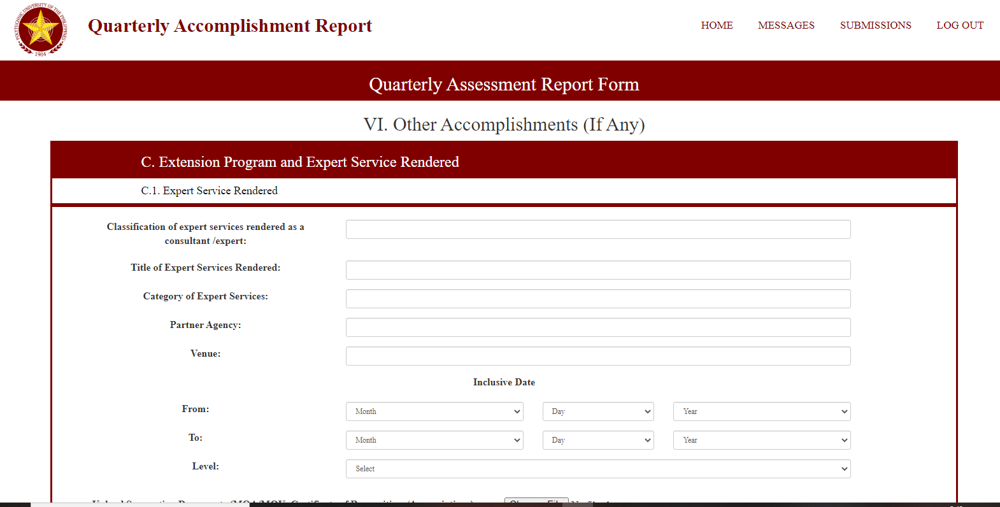 POLYTECHNIC UNIVERSITY OF THE PHILIPPINES
1904
Quarterly Accomplishment Report
HOME MESSAGES SUBMISSIONS LOG OUT
Quarterly Assessment Report Form
VI. Other Accomplishments (If Any)
C. Extension Program and Expert Service Rendered
C.1. Expert Service Rendered
Classification of expert services rendered as a
consultant /expert:
Title of Expert Services Rendered:
Category of Expert Services:
Partner Agency:
Venue:
Inclusive Date
From: Month Day Year
To: Month Day Year
Level: Select